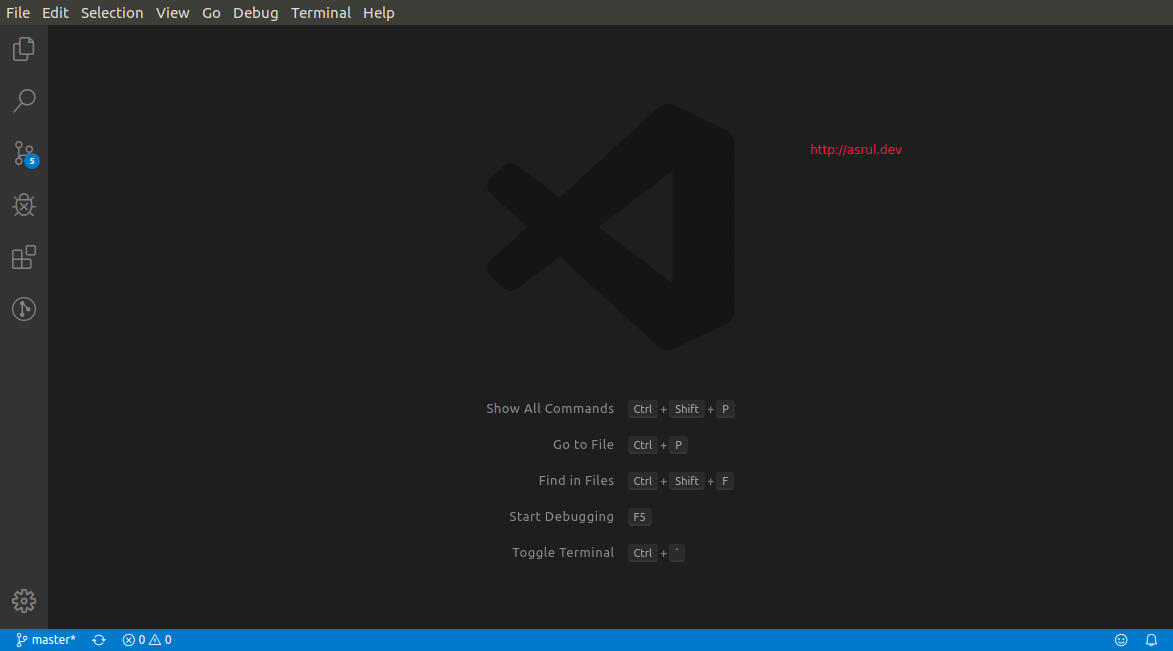 File Edit Selection View Go Debug Terminal Help
http://asrul.dev
5
Show All Commands Ctrl + Shift + P
Go to File Ctrl + P
Find in Files Ctrl + Shift + F
Start Debugging F5
Toggle Terminal Ctrl + `
master* 0 0